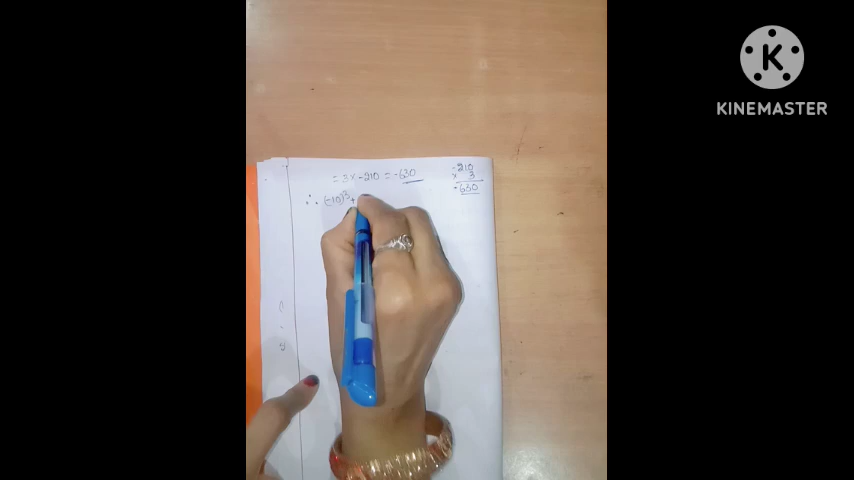 K
KINEMASTER
= 3 x -210 = -630
-210
x 3
-630
∴ (-10)³ +